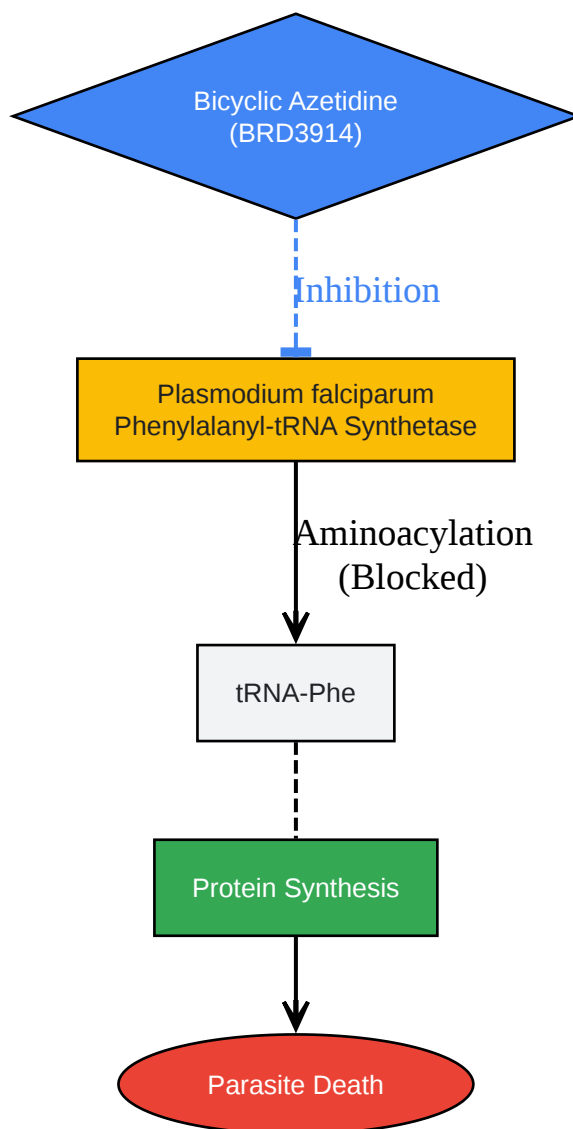 Bicyclic Azetidine
(BRD3914)
Inhibition
Plasmodium falciparum
Phenylalanyl-tRNA Synthetase
Aminoacylation
(Blocked)
tRNA-Phe
Protein Synthesis
Parasite Death